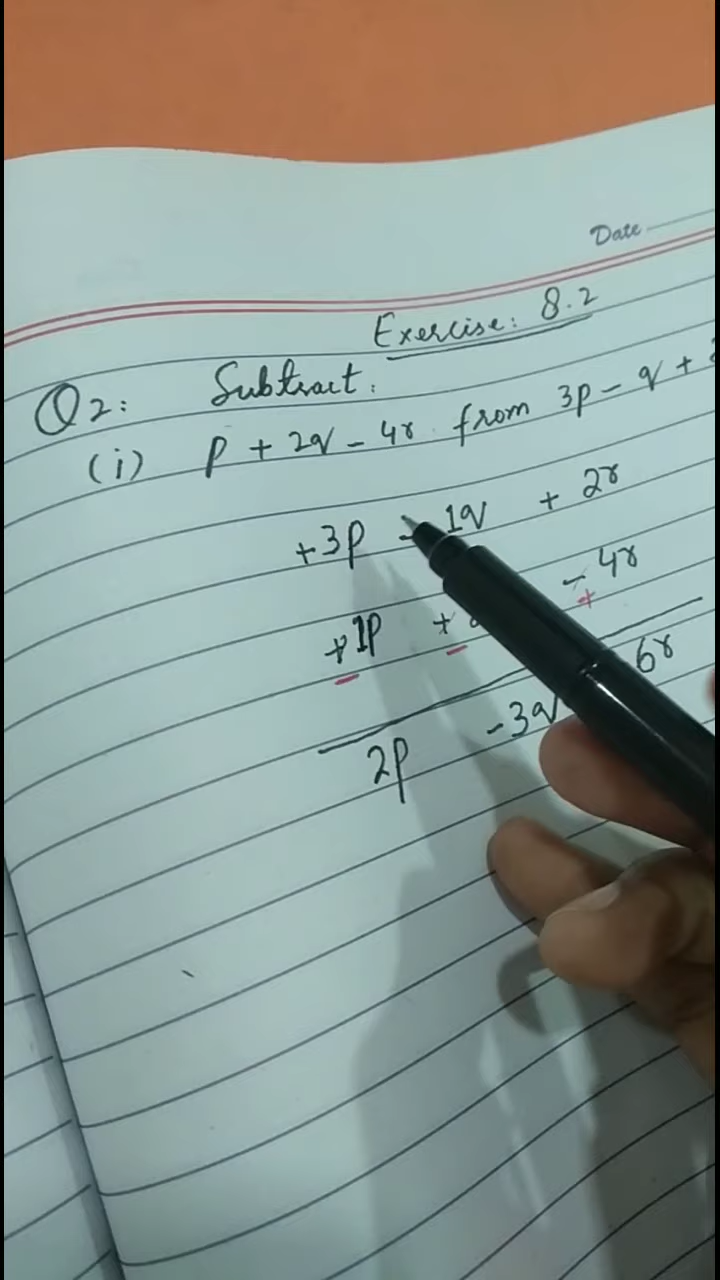 Date
Exercise: 8.2
Q2: Subtract:
(i) p + 2q - 4r from 3p - q +
+3p - 1q + 2r
+1p + - 4r
- - +
2p -3q 6r